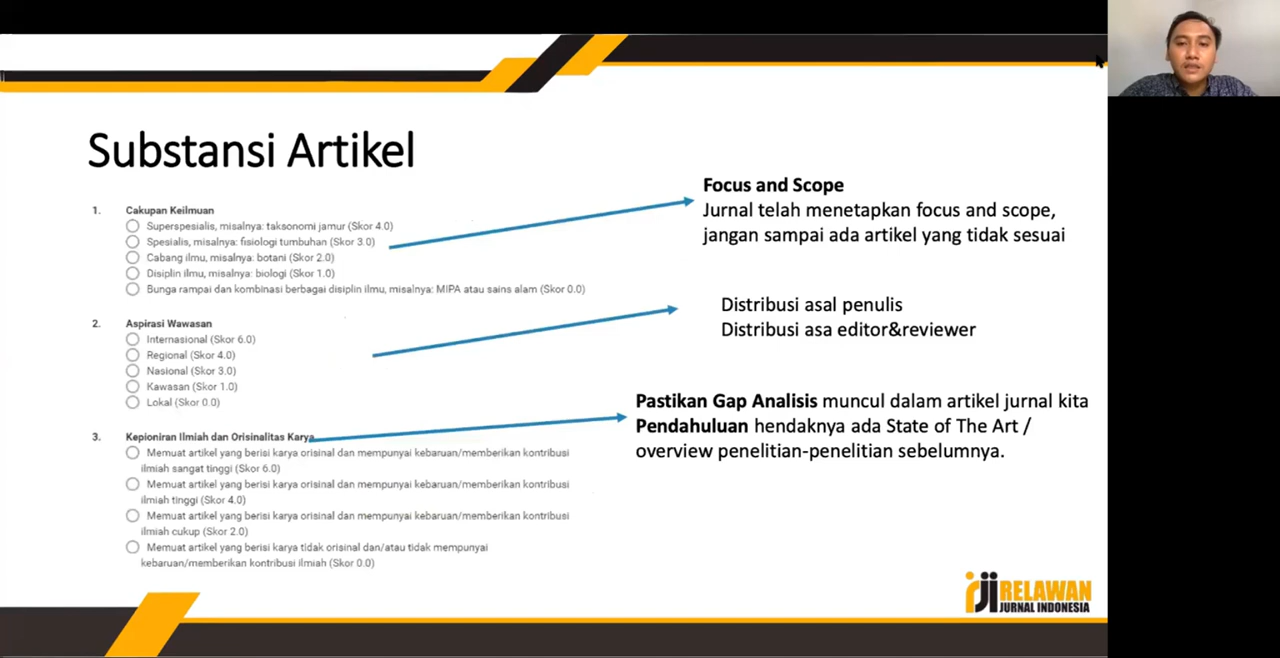 Substansi Artikel
1. Cakupan Keilmuan
Superspesialis, misalnya: taksonomi jamur (Skor 4.0)
Spesialis, misalnya: fisiologi tumbuhan (Skor 3.0)
Cabang ilmu, misalnya: botani (Skor 2.0)
Disiplin ilmu, misalnya: biologi (Skor 1.0)
Bunga rampai dan kombinasi berbagai disiplin ilmu, misalnya: MIPA atau sains alam (Skor 0.0)
2. Aspirasi Wawasan
Internasional (Skor 6.0)
Regional (Skor 4.0)
Nasional (Skor 3.0)
Kawasan (Skor 1.0)
Lokal (Skor 0.0)
3. Kepioniran Ilmiah dan Orisinalitas Karya
Memuat artikel yang berisi karya orisinal dan mempunyai kebaruan/memberikan kontribusi
ilmiah sangat tinggi (Skor 6.0)
Memuat artikel yang berisi karya orisinal dan mempunyai kebaruan/memberikan kontribusi
ilmiah tinggi (Skor 4.0)
Memuat artikel yang berisi karya orisinal dan mempunyai kebaruan/memberikan kontribusi
ilmiah cukup (Skor 2.0)
Memuat artikel yang berisi karya tidak orisinal dan/atau tidak mempunyai
kebaruan/memberikan kontribusi ilmiah (Skor 0.0)
Focus and Scope
Jurnal telah menetapkan focus and scope,
jangan sampai ada artikel yang tidak sesuai
Distribusi asal penulis
Distribusi asa editor&reviewer
Pastikan Gap Analisis muncul dalam artikel jurnal kita
Pendahuluan hendaknya ada State of The Art /
overview penelitian-penelitian sebelumnya.
rji RELAWAN
JURNAL INDONESIA